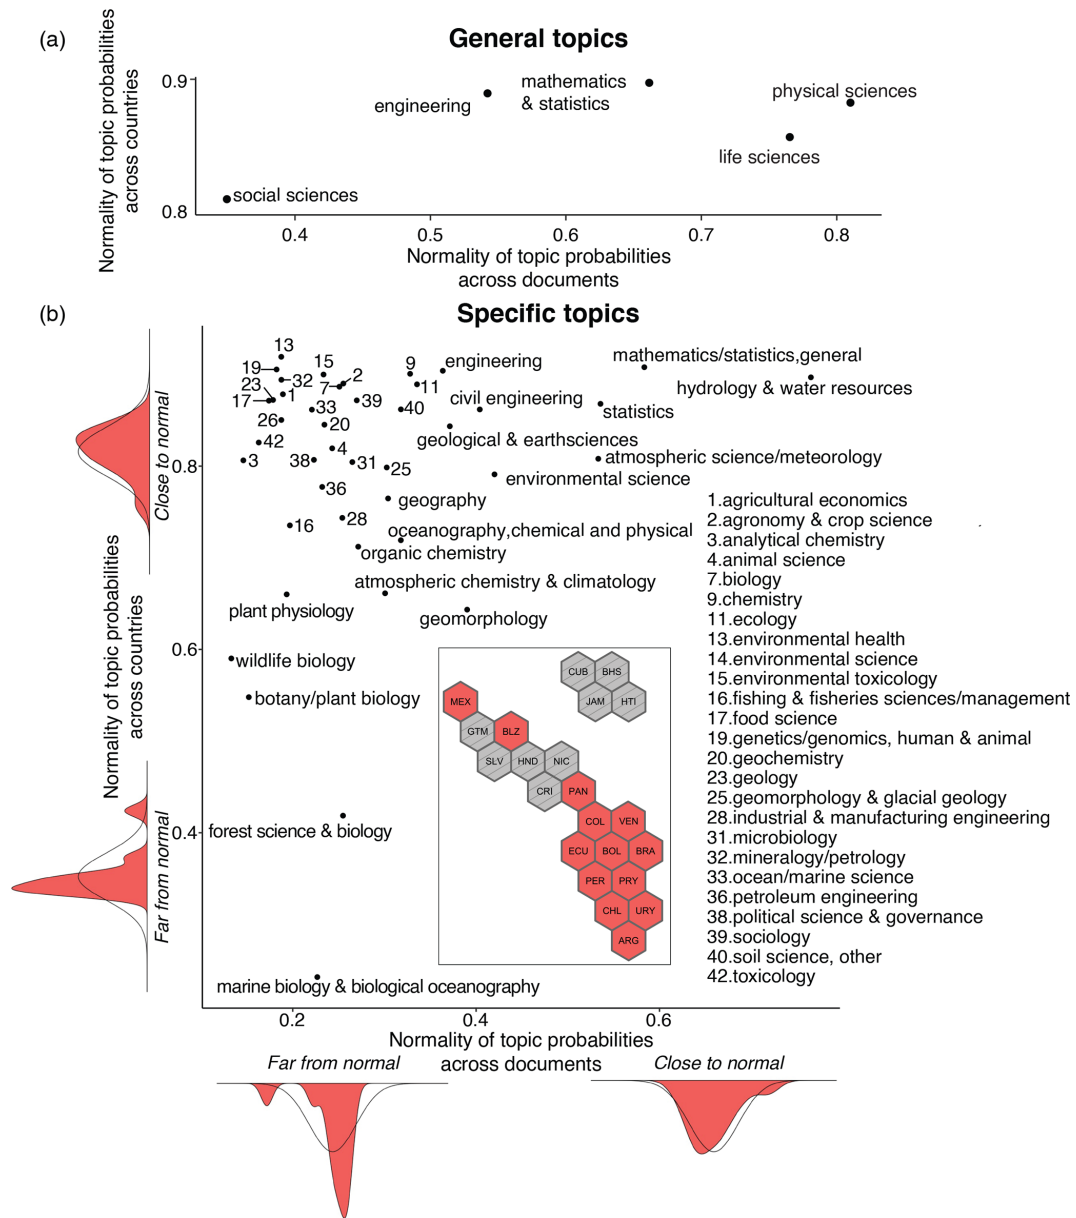 (a)
General topics
Normality of topic probabilities
across countries
0.9
0.8
engineering
mathematics
& statistics
physical sciences
life sciences
social sciences
0.4
0.5
0.6
0.7
0.8
Normality of topic probabilities
across documents
(b)
Specific topics
Close to normal
Normality of topic probabilities
across countries
Far from normal
0.8
0.6
0.4
13
19
15
9
engineering
mathematics/statistics,general
32
7
2
11
hydrology & water resources
23
1
17
33
39
40
civil engineering
statistics
26
20
geological & earthsciences
42
4
3
38
31
25
atmospheric science/meteorology
36
environmental science
geography
16
28
oceanography,chemical and physical
organic chemistry
atmospheric chemistry & climatology
plant physiology
geomorphology
wildlife biology
botany/plant biology
forest science & biology
marine biology & biological oceanography
CUB
BHS
MEX
JAM
HTI
GTM
BLZ
SLV
HND
NIC
CRI
PAN
COL
VEN
ECU
BOL
BRA
PER
PRY
CHL
URY
ARG
1.agricultural economics
2.agronomy & crop science
3.analytical chemistry
4.animal science
7.biology
9.chemistry
11.ecology
13.environmental health
14.environmental science
15.environmental toxicology
16.fishing & fisheries sciences/management
17.food science
19.genetics/genomics, human & animal
20.geochemistry
23.geology
25.geomorphology & glacial geology
28.industrial & manufacturing engineering
31.microbiology
32.mineralogy/petrology
33.ocean/marine science
36.petroleum engineering
38.political science & governance
39.sociology
40.soil science, other
42.toxicology
0.2
0.4
0.6
Normality of topic probabilities
across documents
Far from normal
Close to normal